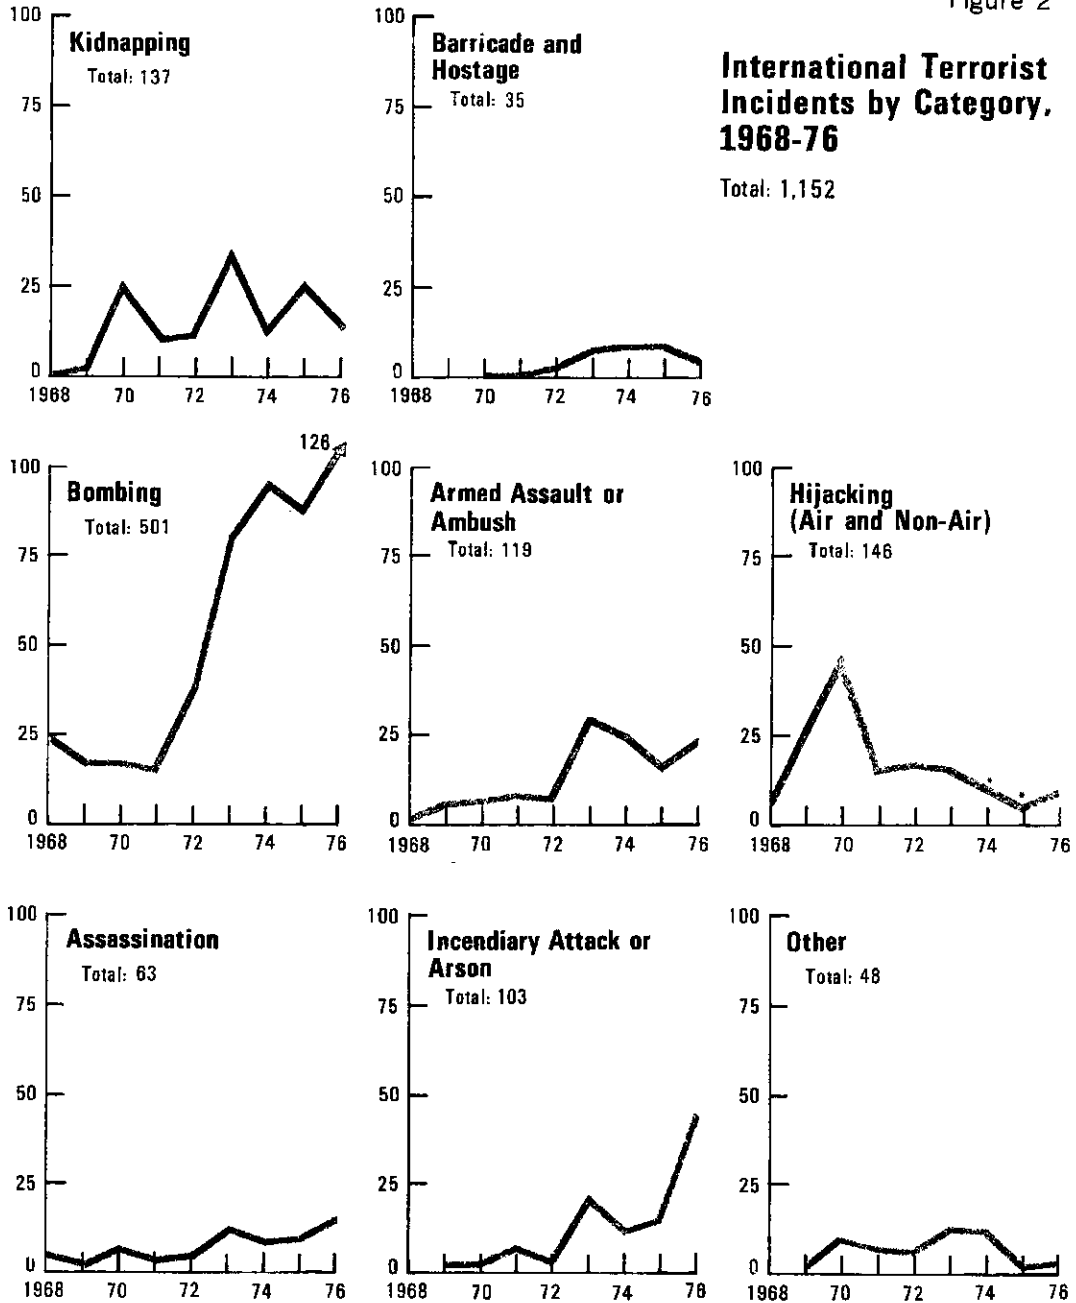 Figure 2
International Terrorist
Incidents by Category,
1968-76
Total: 1,152
Kidnapping
Total: 137
100
75
50
25
0
1968 70 72 74 76
Barricade and
Hostage
Total: 35
100
75
50
25
0
1968 70 72 74 76
Bombing
Total: 501
126
100
75
50
25
0
1968 70 72 74 76
Armed Assault or
Ambush
Total: 119
100
75
50
25
0
1968 70 72 74 76
Hijacking
(Air and Non-Air)
Total: 146
100
75
50
25
0
1968 70 72 74 76
Assassination
Total: 63
100
75
50
25
0
1968 70 72 74 76
Incendiary Attack or
Arson
Total: 103
100
75
50
25
0
1968 70 72 74 76
Other
Total: 48
100
75
50
25
0
1968 70 72 74 76